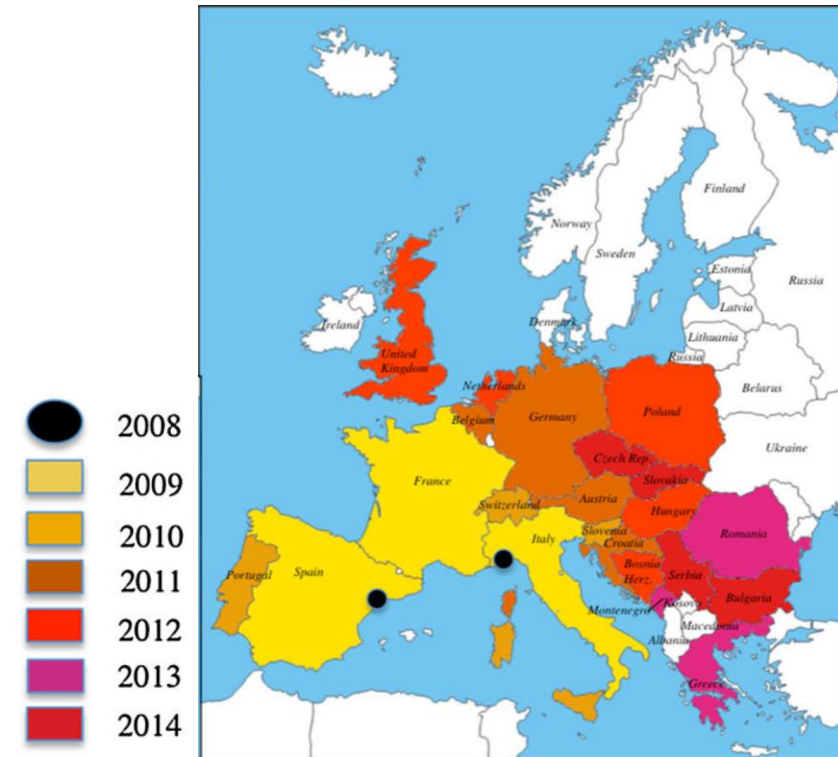 2008
2009
2010
2011
2012
2013
2014
Finland
Norway
Sweden
Estonia
Russia
Latvia
Denmark
Lithuania
Russia
Ireland
United
Kingdom
Belarus
Netherlands
Belgium
Germany
Poland
Ukraine
Czech Rep.
Slovakia
France
Switzerland
Austria
Hungary
Slovenia
Croatia
Romania
Italy
Portugal
Spain
Bosnia
Herz.
Serbia
Montenegro
Kosovo
Bulgaria
Macedonia
Albania
Greece